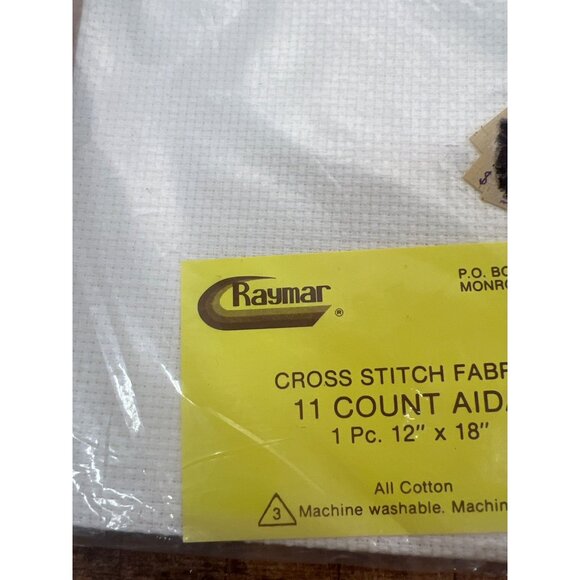 Raymar ®
P.O. BO
MONRO
CROSS STITCH FABR
11 COUNT AIDA
1 Pc. 12" x 18"
All Cotton
3 Machine washable. Machin